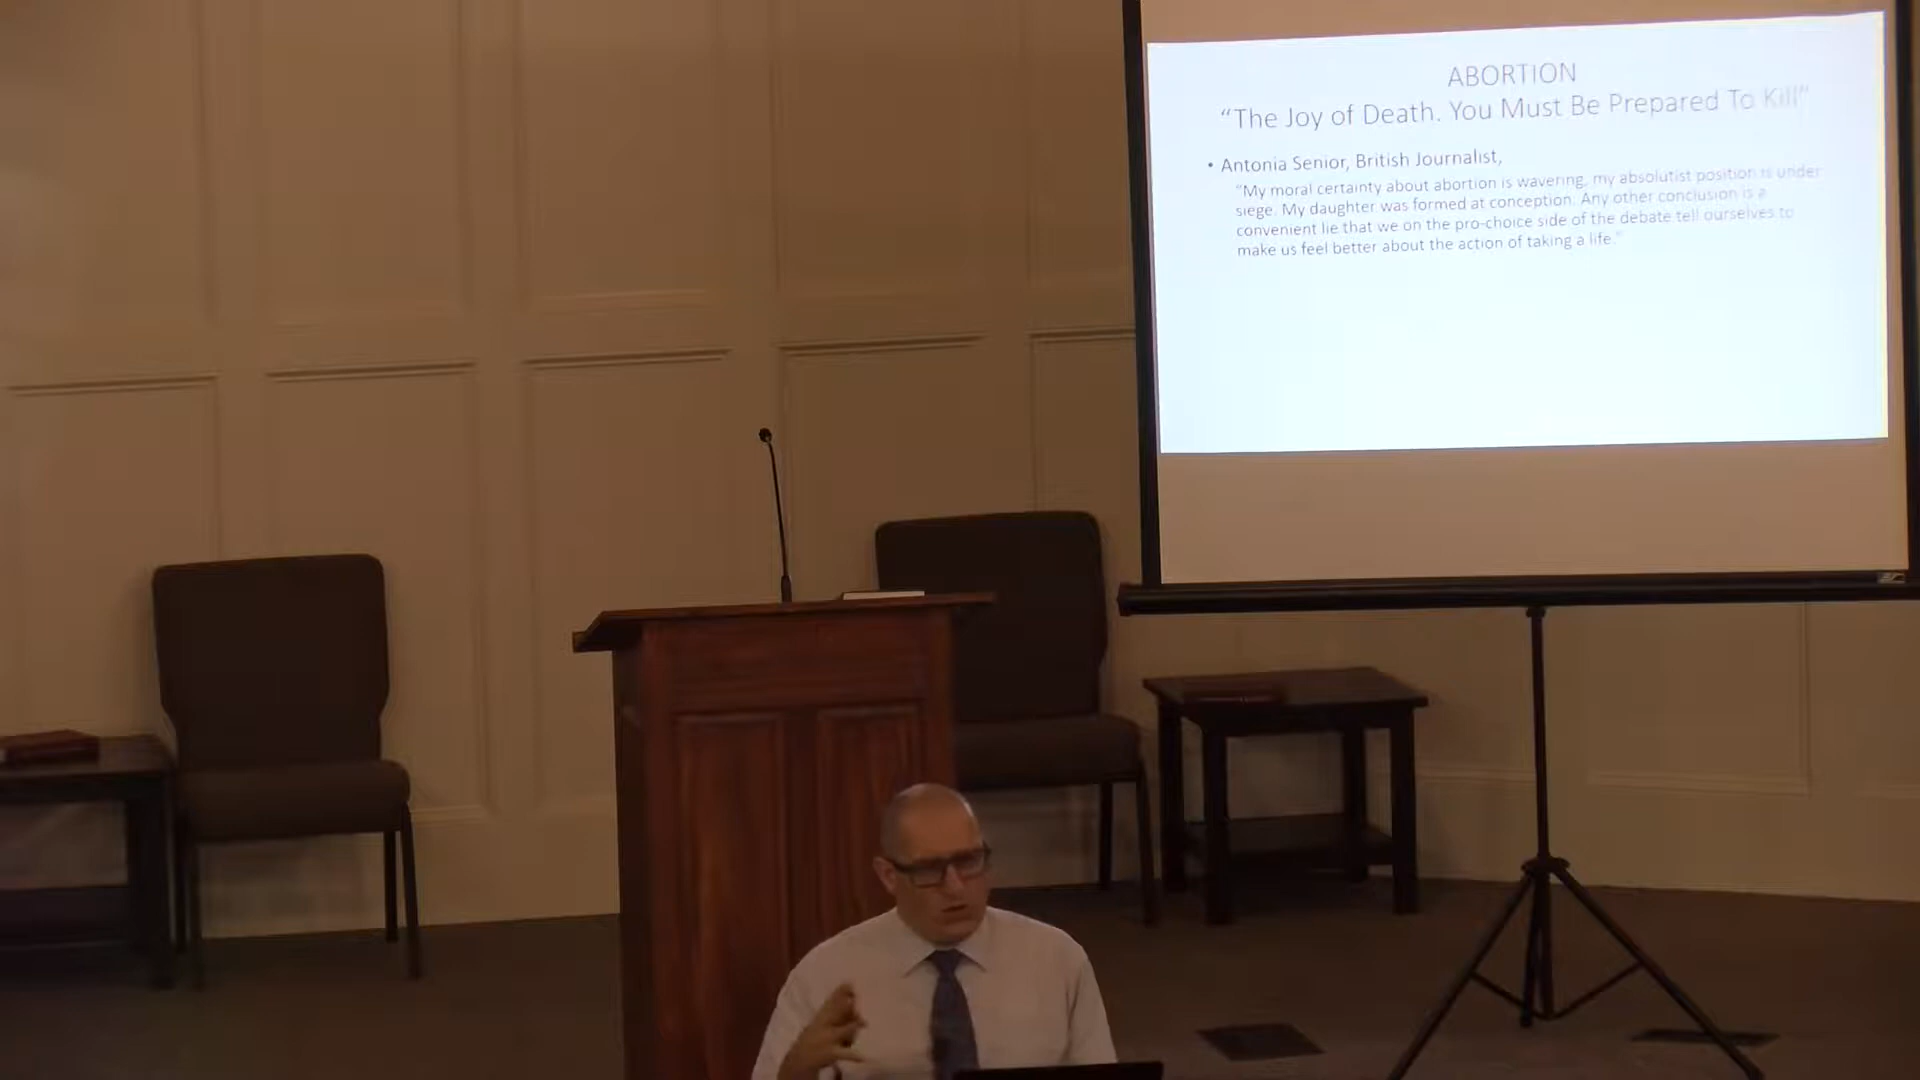 ABORTION
“The Joy of Death. You Must Be Prepared To Kill”
• Antonia Senior, British Journalist,
“My moral certainty about abortion is wavering, my absolutist position is under
siege. My daughter was formed at conception. Any other conclusion is a
convenient lie that we on the pro-choice side of the debate tell ourselves to
make us feel better about the action of taking a life.”